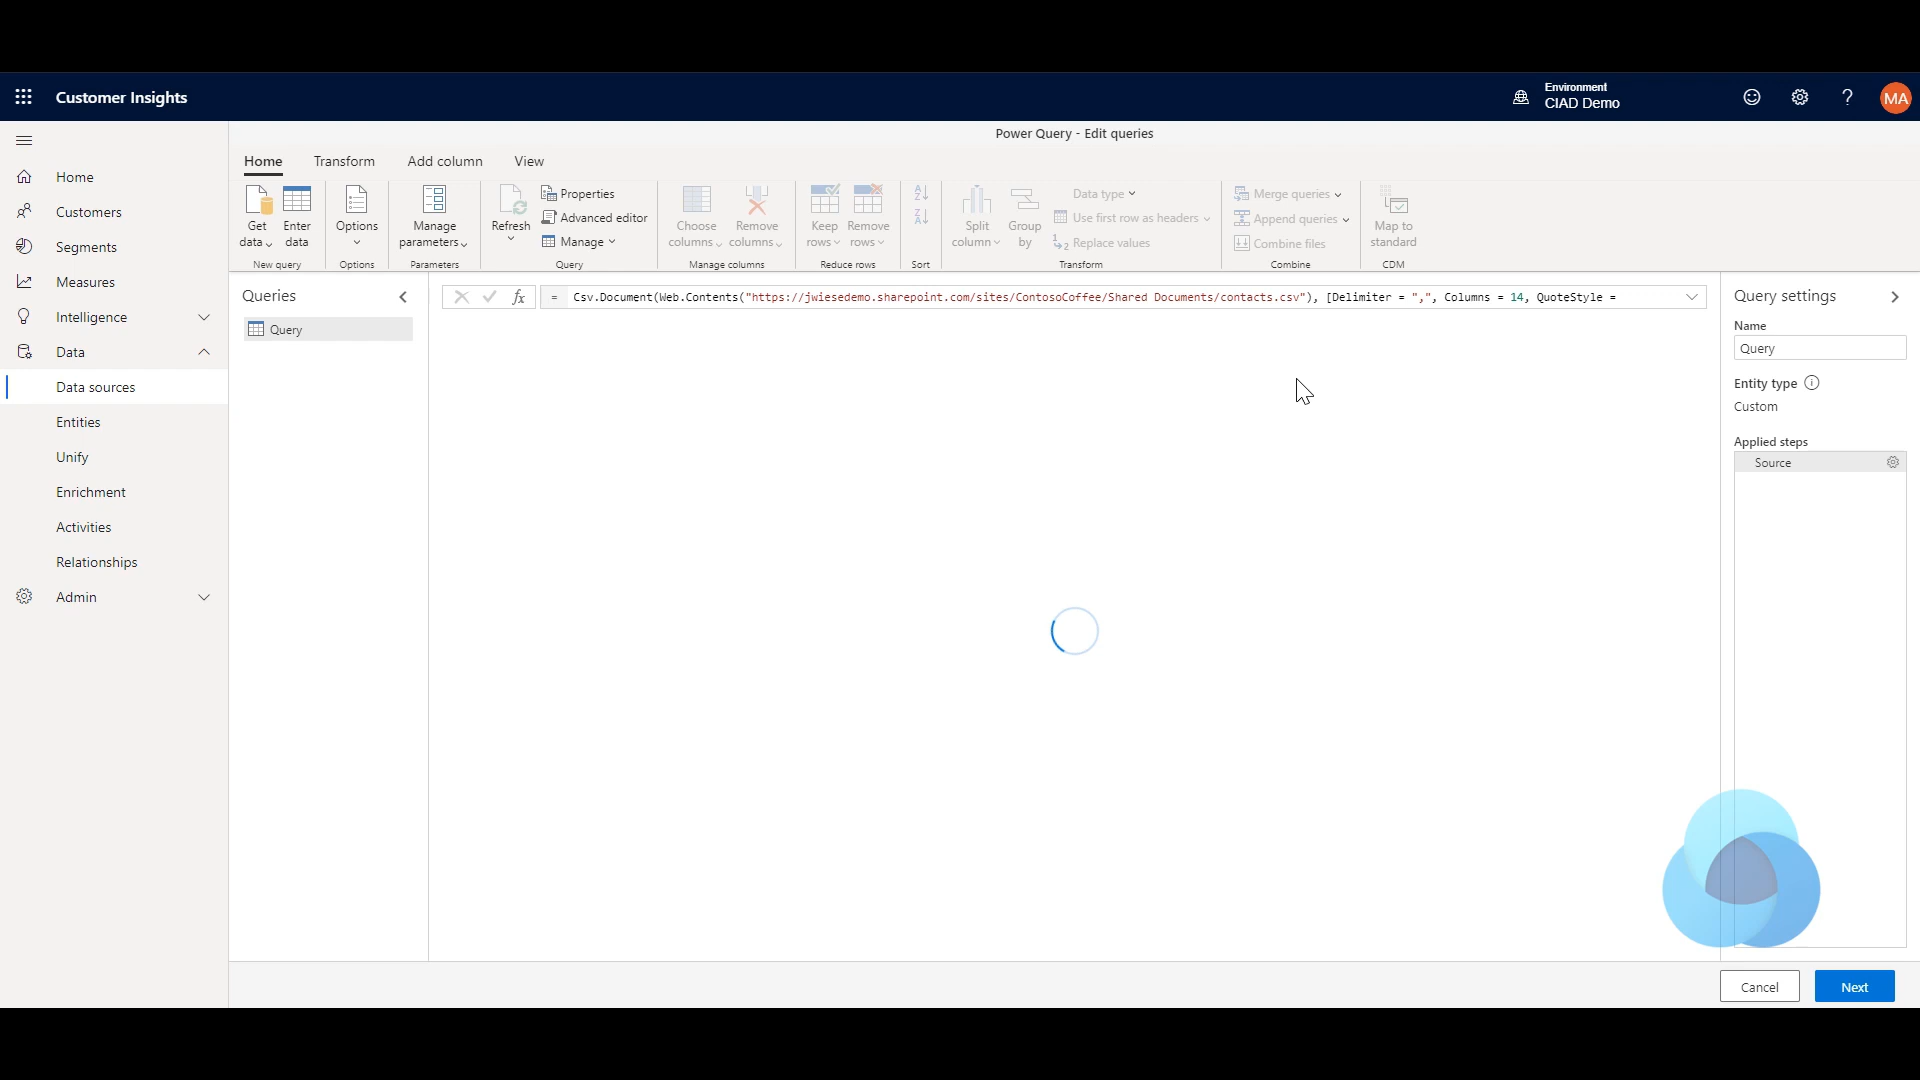 Customer Insights
Environment
CIAD Demo
?
MA
Power Query - Edit queries
Home
Customers
Segments
Measures
Intelligence
Data
Data sources
Entities
Unify
Enrichment
Activities
Relationships
Admin
Home Transform Add column View
Get data
Enter data
New query
Options
Options
Manage parameters
Parameters
Refresh
Properties
Advanced editor
Manage
Query
Choose columns
Remove columns
Manage columns
Keep rows
Remove rows
Reduce rows
A
Z
Z
A
Sort
Split column
Group by
Data type
Use first row as headers
1
2 Replace values
Transform
Merge queries
Append queries
Combine files
Combine
Map to standard
CDM
Queries
Query
fx
= Csv.Document(Web.Contents("https://jwiesedemo.sharepoint.com/sites/ContosoCoffee/Shared Documents/contacts.csv"), [Delimiter = ",", Columns = 14, QuoteStyle =
Query settings
Name
Query
Entity type
Custom
Applied steps
Source
Cancel
Next